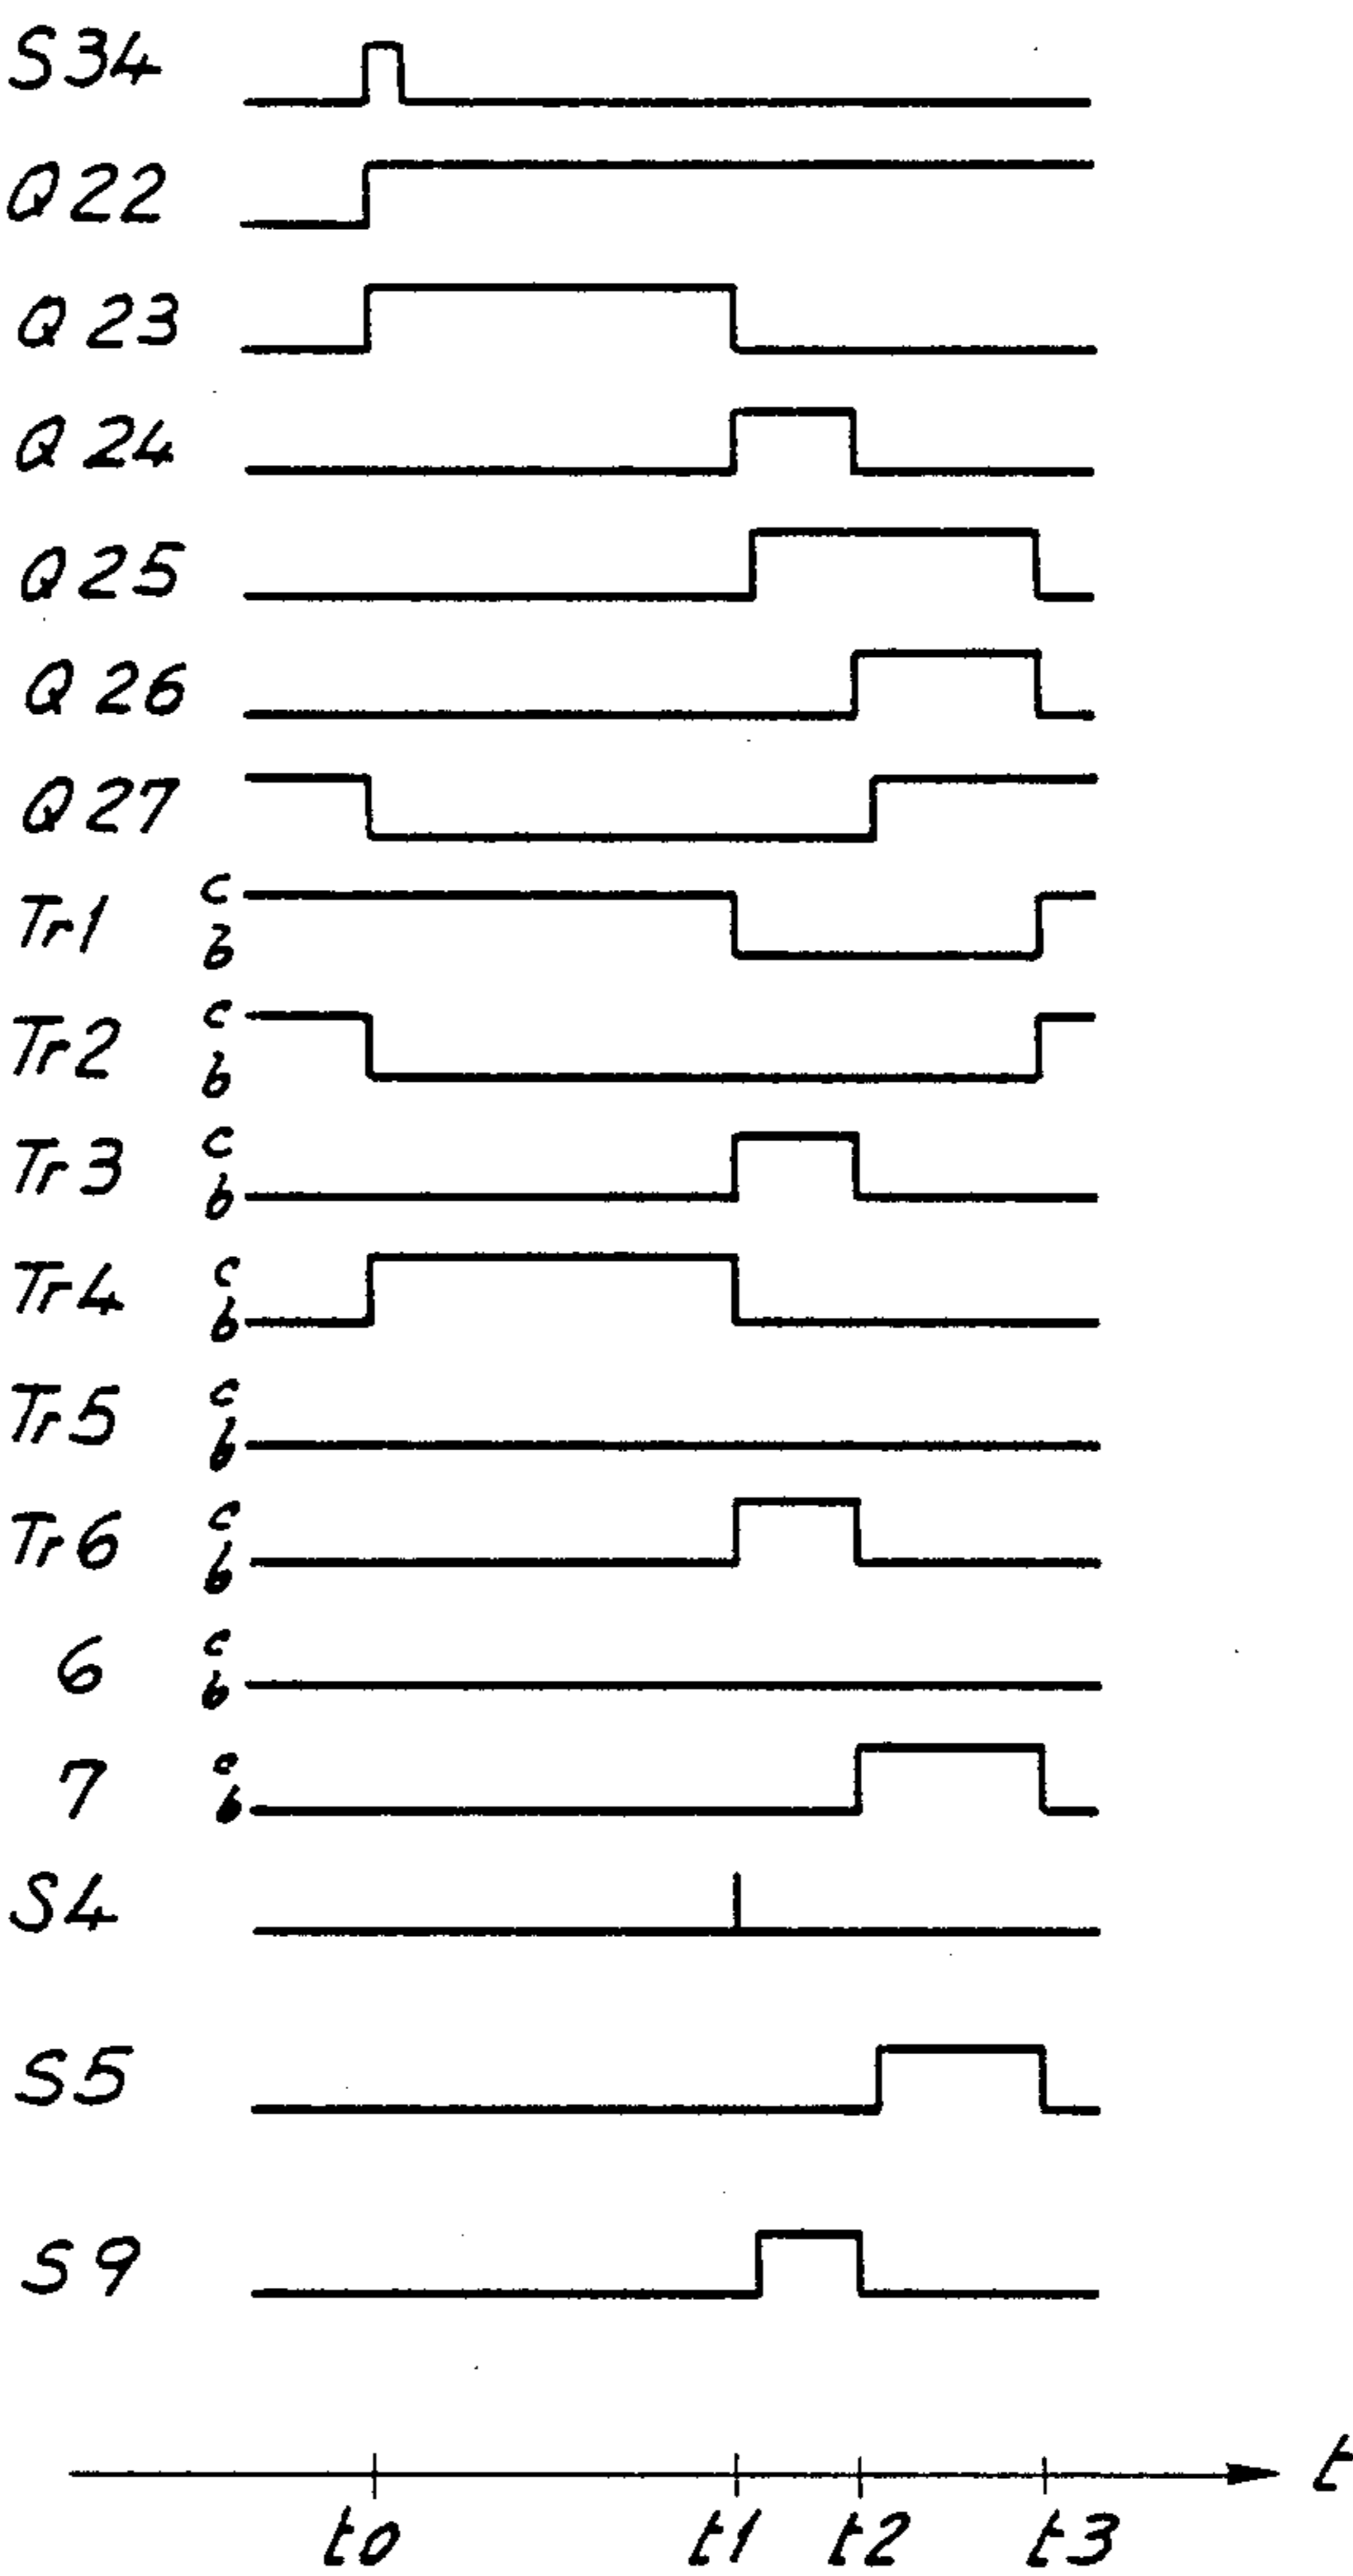 S34
Q22
Q23
Q24
Q25
Q26
Q27
Tr1 c
b
Tr2 c
b
Tr3 c
b
Tr4 c
b
Tr5 c
b
Tr6 c
b
6 c
b
7 c
b
S4
S5
S9
t
t0 t1 t2 t3